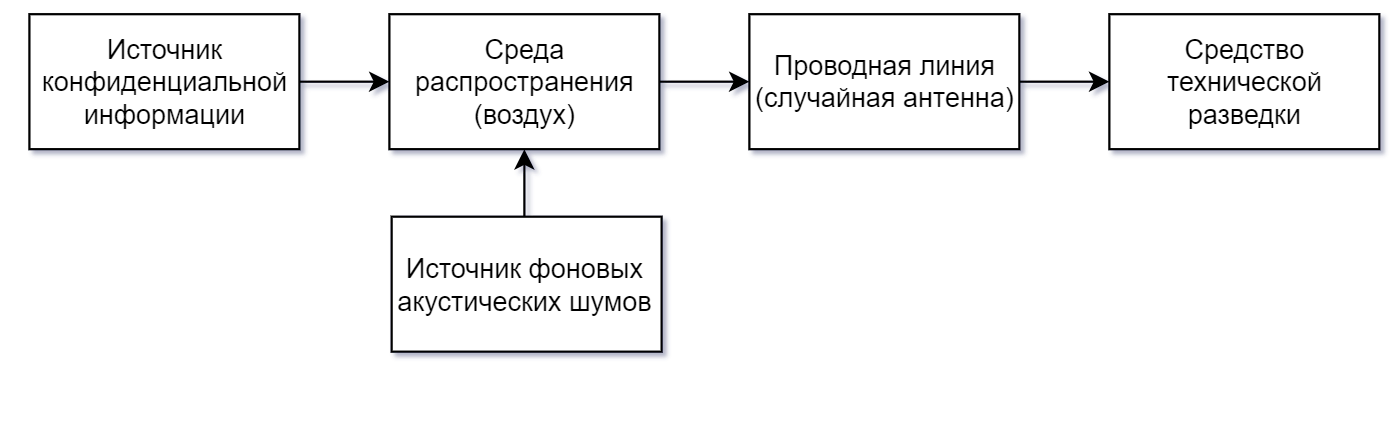 Источник
конфиденциальной
информации
Среда
распространения
(воздух)
Проводная линия
(случайная антенна)
Средство
технической
разведки
Источник фоновых
акустических шумов